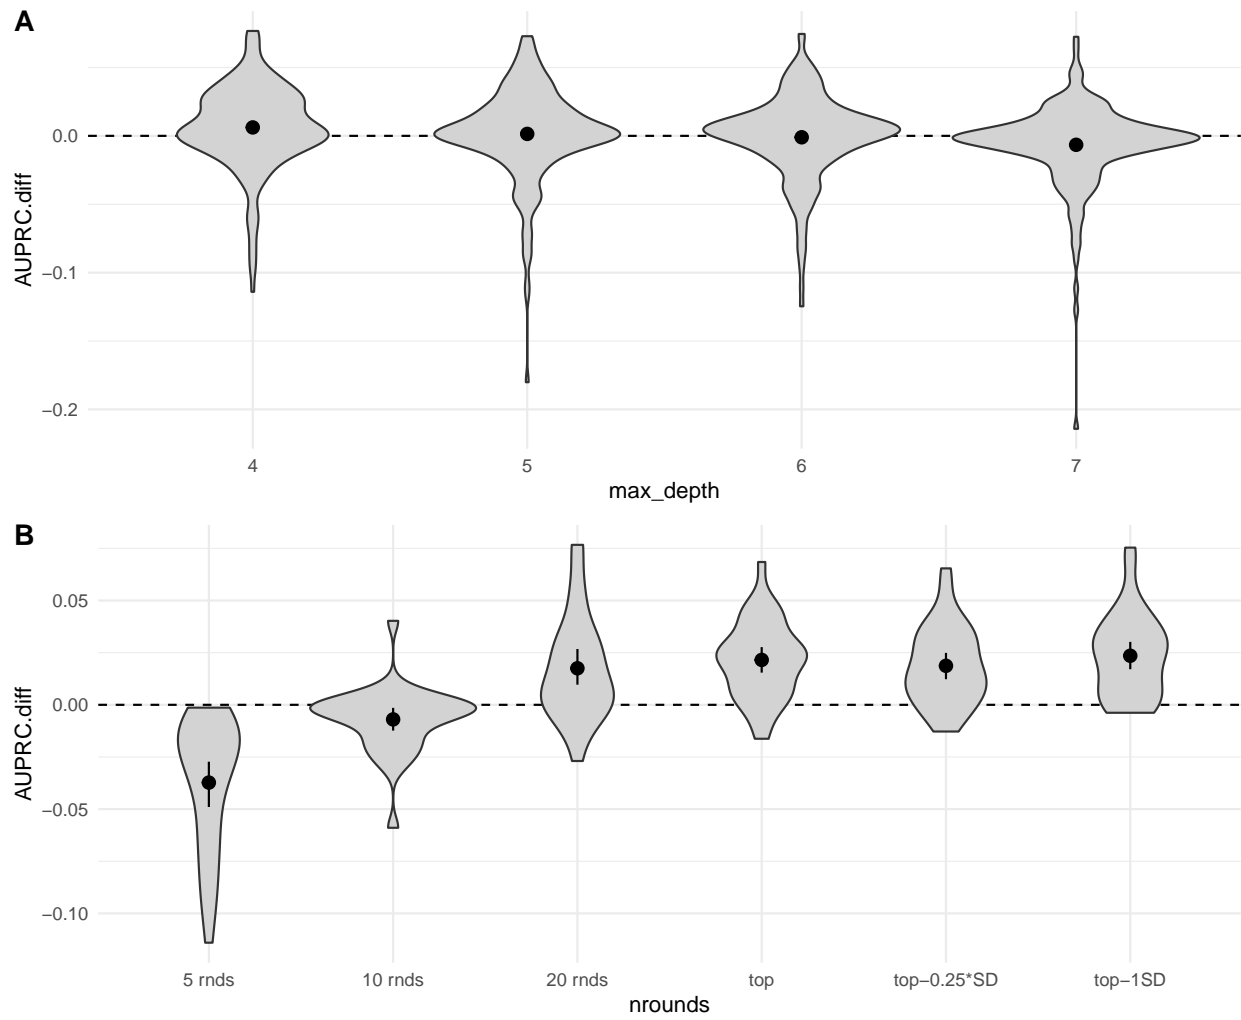 A
AUPRC.diff
0.0
−0.1
−0.2
4 5 6 7
max_depth
B
AUPRC.diff
0.05
0.00
−0.05
−0.10
5 rnds 10 rnds 20 rnds top top−0.25*SD top−1SD
nrounds